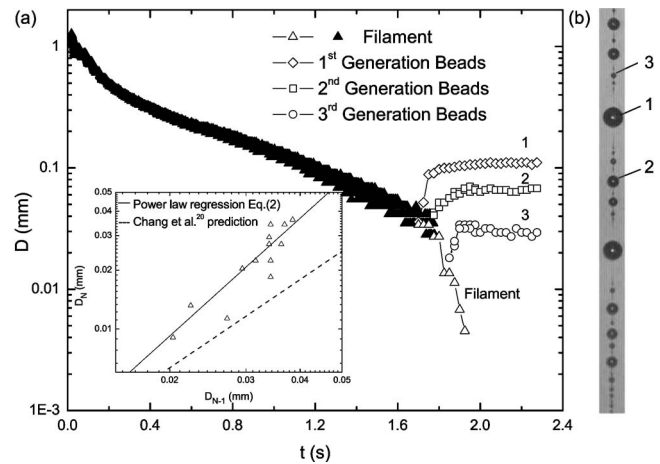 (a)
Filament
1st Generation Beads
2nd Generation Beads
3rd Generation Beads
D (mm)
1
0.1
0.01
1E-3
0.0
0.4
0.8
1.2
1.6
2.0
2.4
t (s)
1
2
3
Filament
Power law regression Eq.(2)
Chang et al.20 prediction
DN (mm)
0.05
0.04
0.03
0.02
0.01
0.02
0.03
0.04
0.05
DN-1 (mm)
(b)
3
1
2